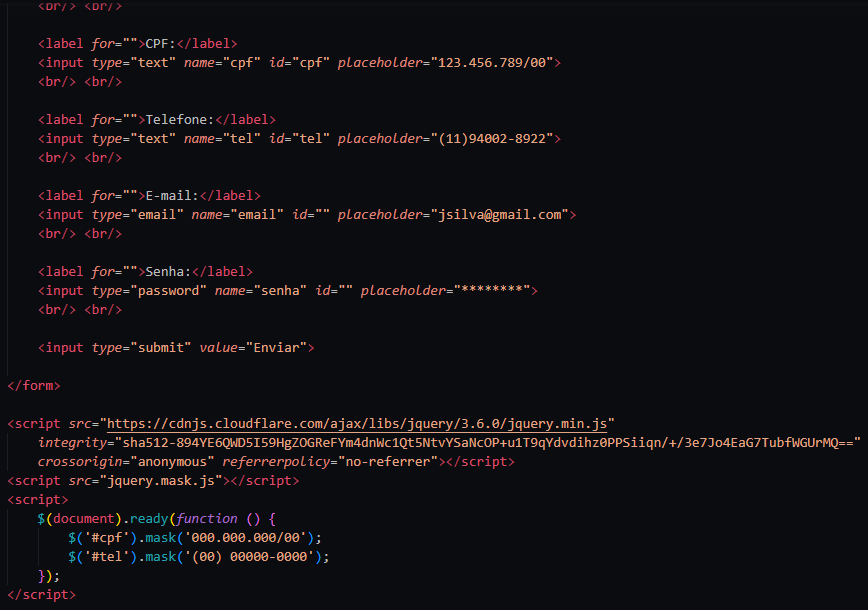 <br/> <br/>
<label for="">CPF:</label>
<input type="text" name="cpf" id="cpf" placeholder="123.456.789/00">
<br/> <br/>
<label for="">Telefone:</label>
<input type="text" name="tel" id="tel" placeholder="(11)94002-8922">
<br/> <br/>
<label for="">E-mail:</label>
<input type="email" name="email" id="" placeholder="jsilva@gmail.com">
<br/> <br/>
<label for="">Senha:</label>
<input type="password" name="senha" id="" placeholder="********">
<br/> <br/>
<input type="submit" value="Enviar">
</form>
<script src="https://cdnjs.cloudflare.com/ajax/libs/jquery/3.6.0/jquery.min.js"
integrity="sha512-894YE6QWD5I59HgZOGReFYm4dnWc1Qt5NtvYSaNcOP+u1T9qYdvdihz0PPSiiqn/+/3e7Jo4EaG7TubfWGUrMQ=="
crossorigin="anonymous" referrerpolicy="no-referrer"></script>
<script src="jquery.mask.js"></script>
<script>
$(document).ready(function () {
$('#cpf').mask('000.000.000/00');
$('#tel').mask('(00) 00000-0000');
});
</script>